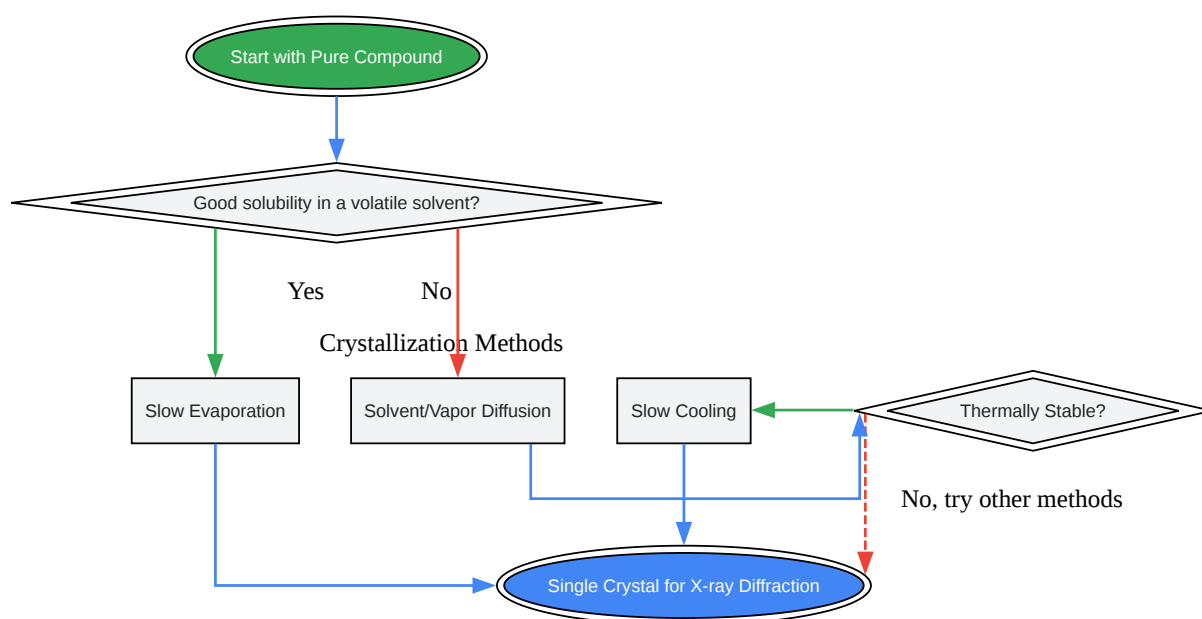 Start with Pure Compound
Good solubility in a volatile solvent?
Yes
No
Crystallization Methods
Slow Evaporation
Solvent/Vapor Diffusion
Slow Cooling
Thermally Stable?
No, try other methods
Single Crystal for X-ray Diffraction